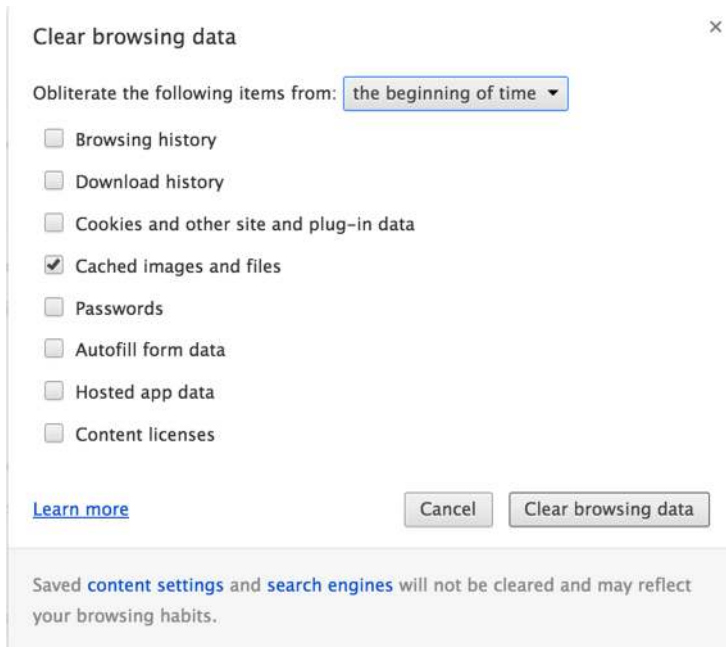 Clear browsing data
×
Obliterate the following items from: the beginning of time
Browsing history
Download history
Cookies and other site and plug-in data
Cached images and files
Passwords
Autofill form data
Hosted app data
Content licenses
Learn more Cancel Clear browsing data
Saved content settings and search engines will not be cleared and may reflect
your browsing habits.